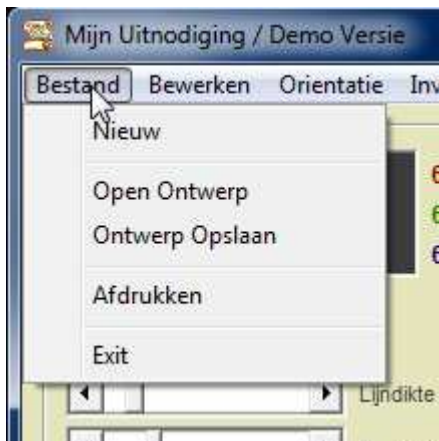 Mijn Uitnodiging / Demo Versie
Bestand Bewerken Orientatie
Nieuw
Open Ontwerp
Ontwerp Opslaan
Afdrukken
Exit
Lijndikte